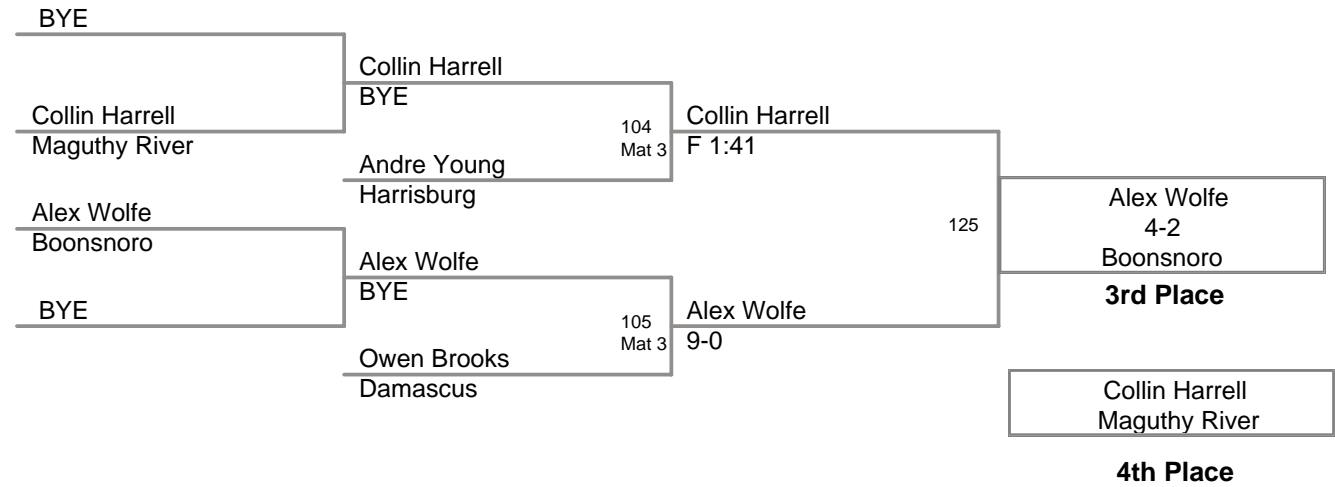 BYE
Collin Harrell
BYE
Collin Harrell
Maguthy River
104
Mat 3
Collin Harrell
F 1:41
Andre Young
Harrisburg
Alex Wolfe
Boonsnoro
125
Alex Wolfe
4-2
Boonsnoro
3rd Place
Alex Wolfe
BYE
BYE
105
Mat 3
Alex Wolfe
9-0
Owen Brooks
Damascus
Collin Harrell
Maguthy River
4th Place